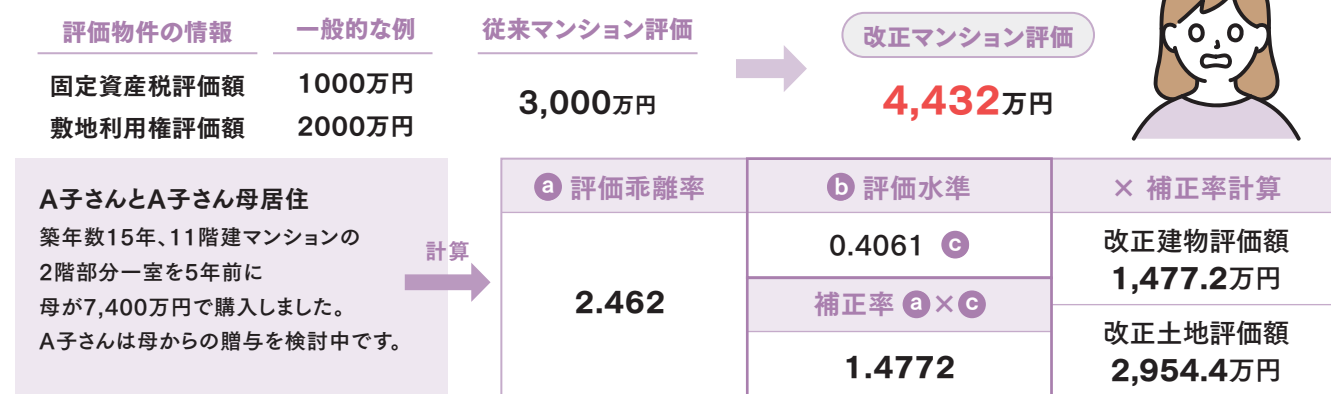 評価物件の情報 一般的な例 従来マンション評価 改正マンション評価
固定資産税評価額 1000万円
敷地利用権評価額 2000万円
3,000万円 4,432万円
A子さんとA子さん母居住
築年数15年、11階建マンションの
2階部分一室を5年前に
母が7,400万円で購入しました。
A子さんは母からの贈与を検討中です。
計算
a 評価乖離率 b 評価水準 × 補正率計算
2.462
0.4061 c
補正率 a×c
1.4772
改正建物評価額
1,477.2万円
改正土地評価額
2,954.4万円